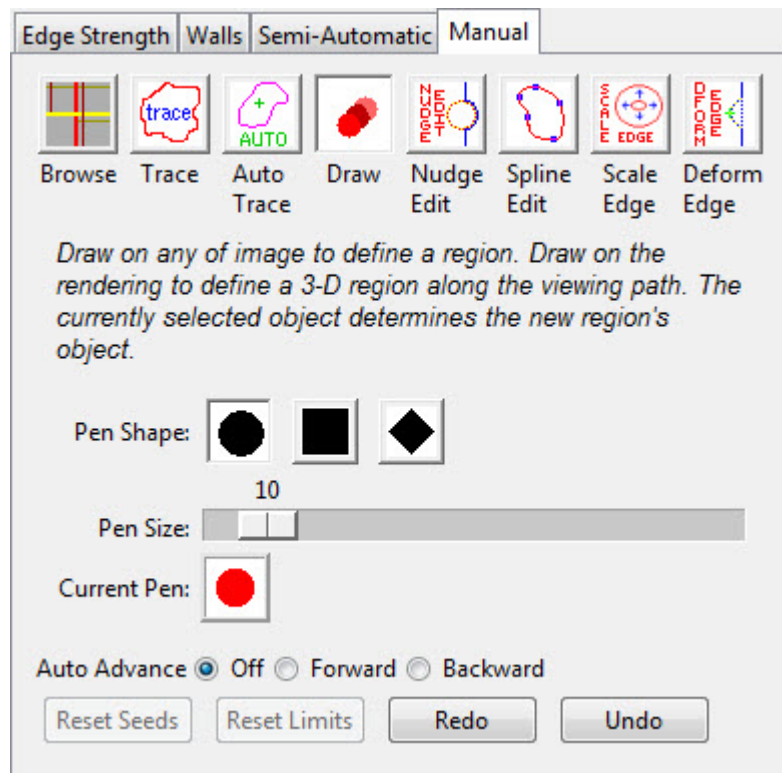 Edge Strength Walls Semi-Automatic Manual
trace
AUTO
NUDGE EDIT
SCALE EDGE
DFORM EDGE
Browse Trace Auto Trace Draw Nudge Edit Spline Edit Scale Edge Deform Edge
Draw on any of image to define a region. Draw on the
rendering to define a 3-D region along the viewing path. The
currently selected object determines the new region's
object.
Pen Shape:
10
Pen Size:
Current Pen:
Auto Advance Off Forward Backward
Reset Seeds Reset Limits Redo Undo